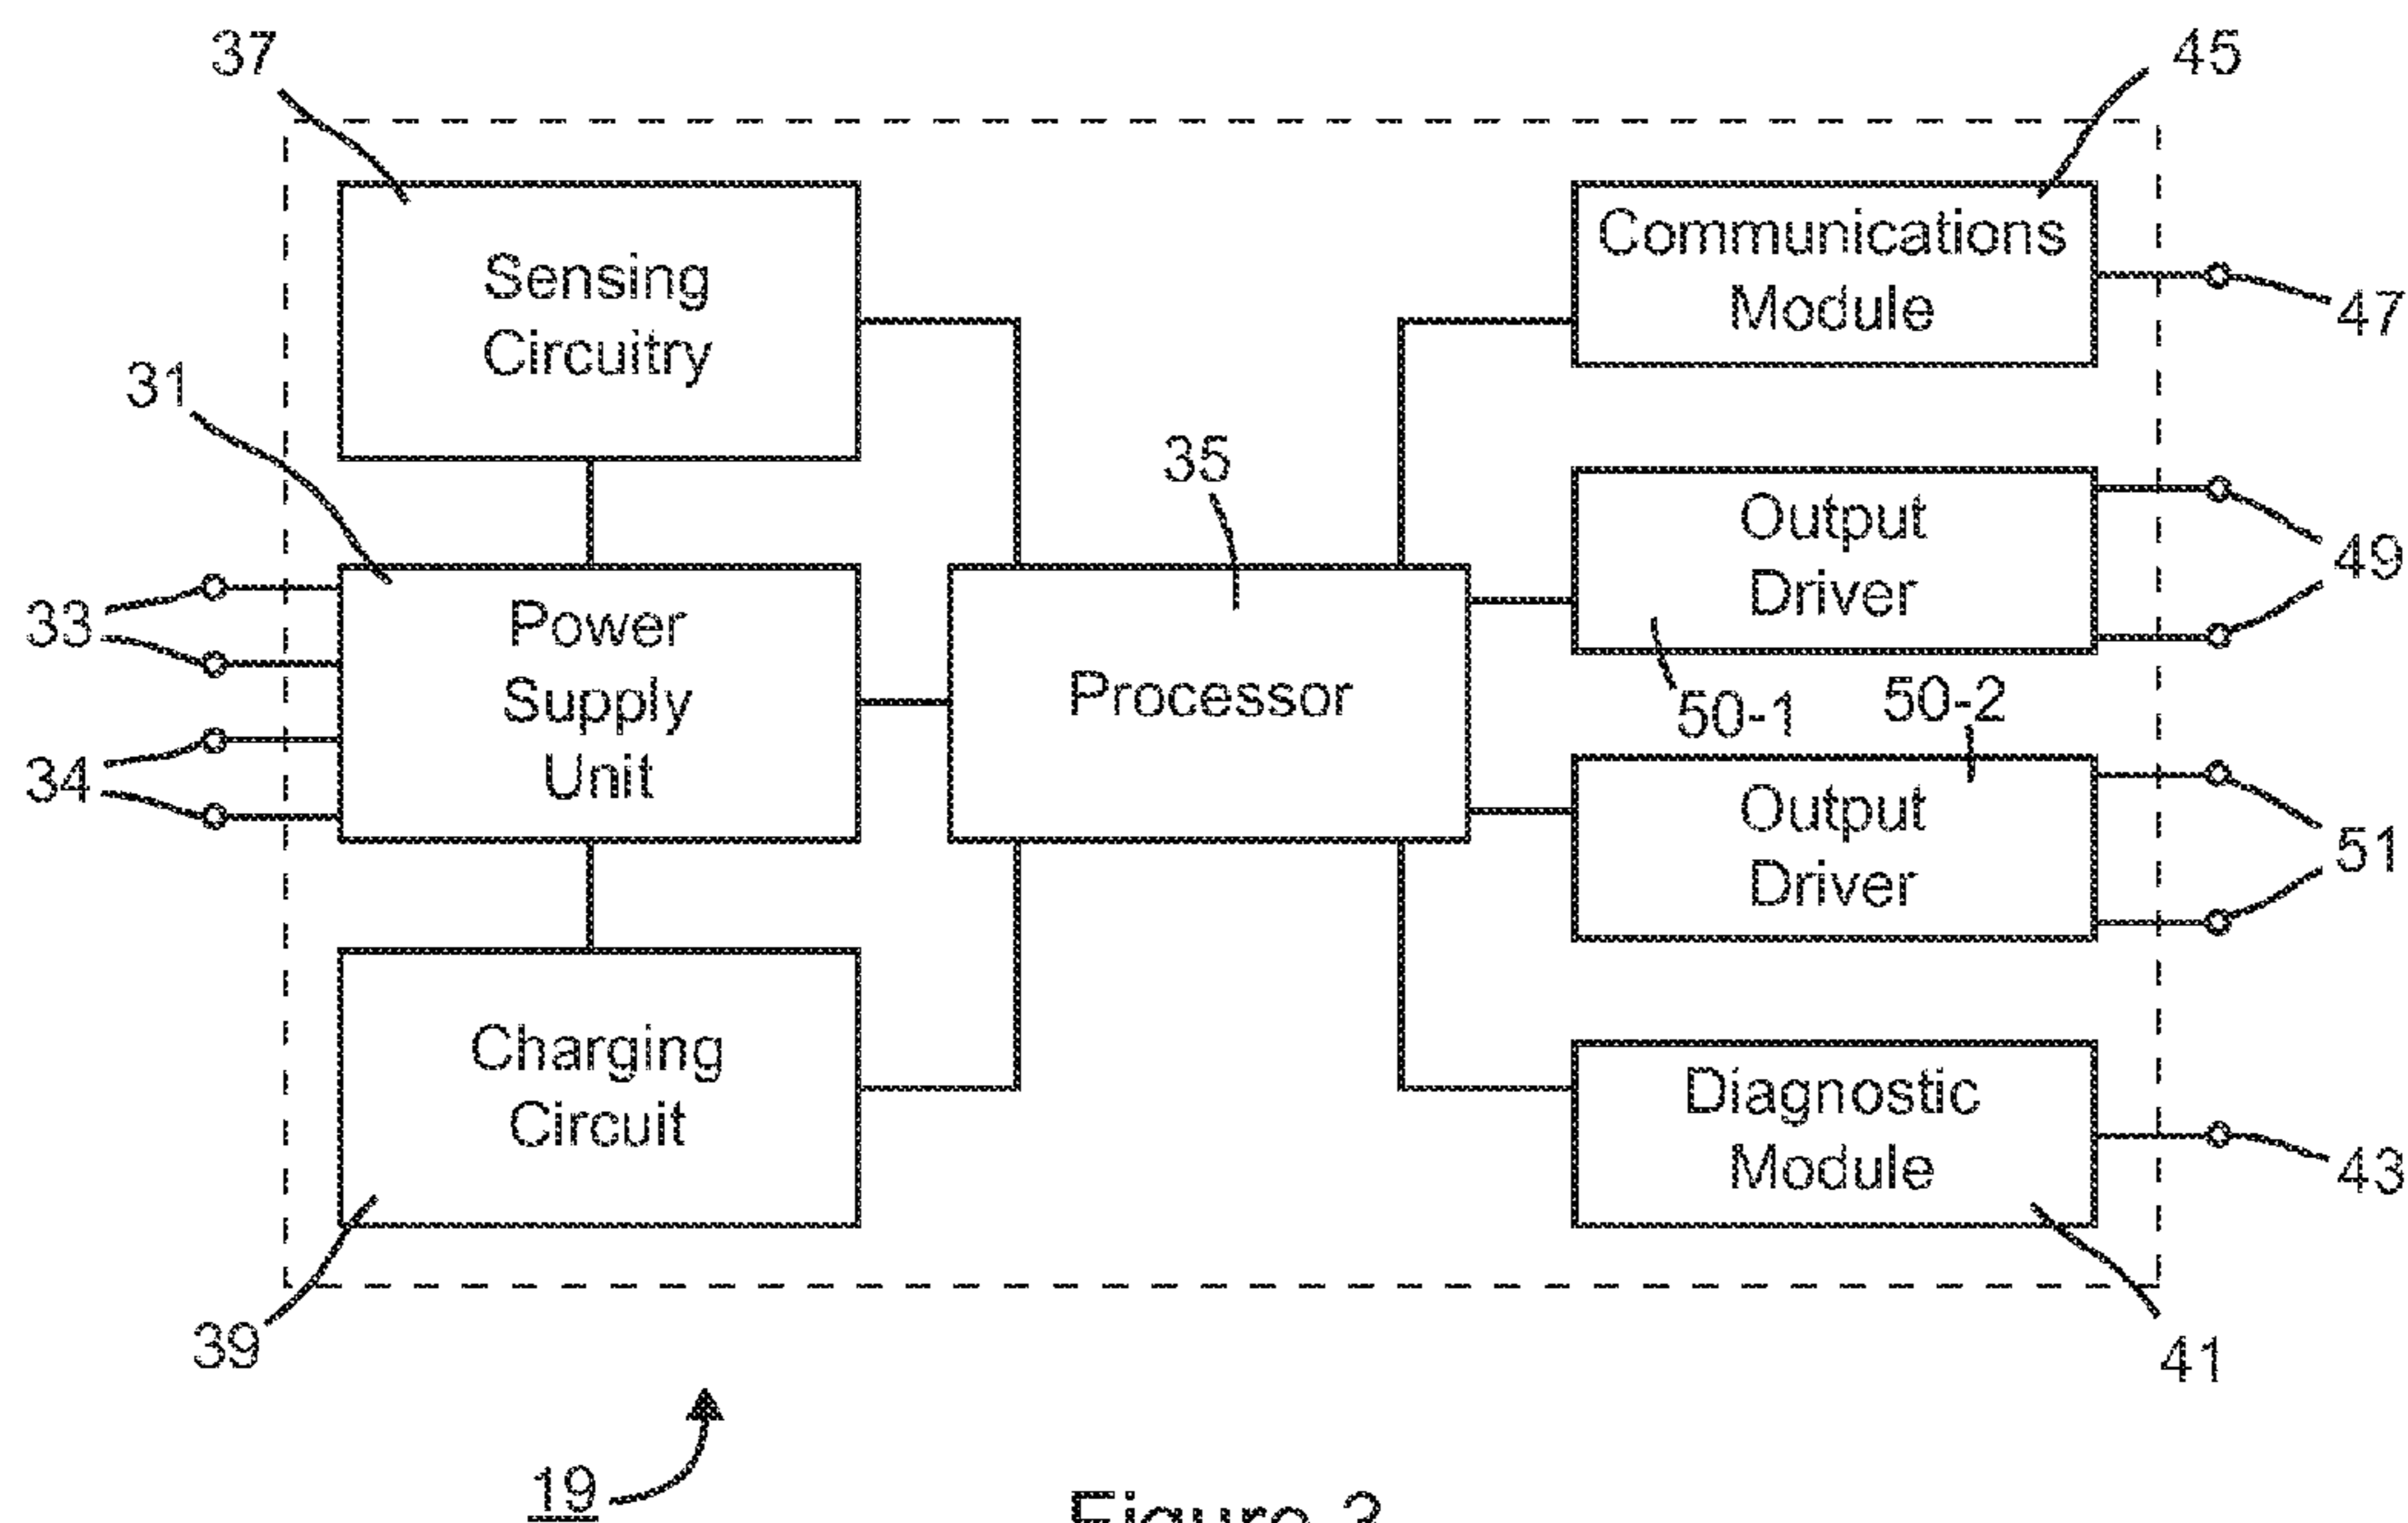 37
45
Sensing
Circuitry
Communications
Module
47
31
35
Output
Driver
49
33
Power
Supply
Unit
Processor
50-1
50-2
34
Output
Driver
51
Charging
Circuit
Diagnostic
Module
43
39
41
19